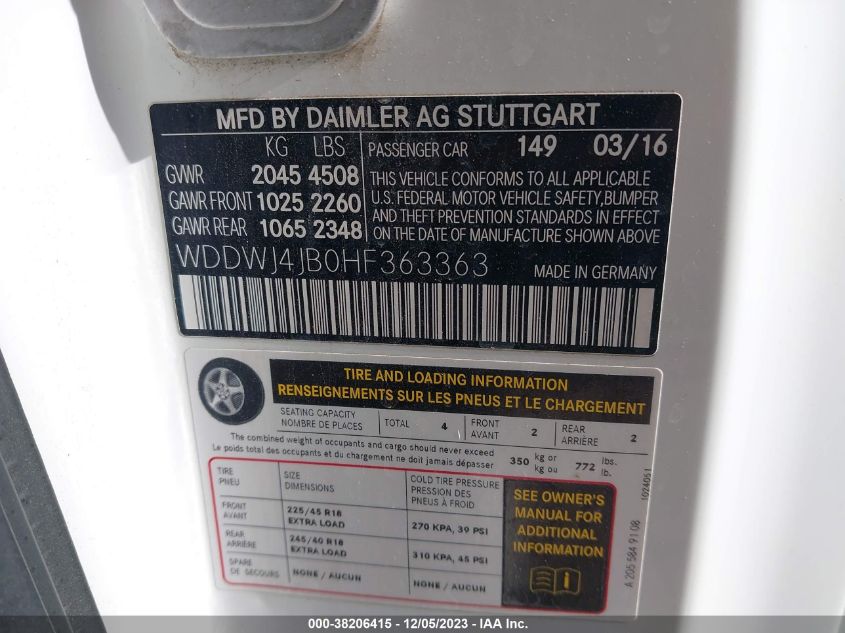 MFD BY DAIMLER AG STUTTGART
KG LBS PASSENGER CAR 149 03/16
GVWR 2045 4508 THIS VEHICLE CONFORMS TO ALL APPLICABLE
GAWR FRONT 1025 2260 U.S. FEDERAL MOTOR VEHICLE SAFETY, BUMPER
GAWR REAR 1065 2348 AND THEFT PREVENTION STANDARDS IN EFFECT
ON THE DATE OF MANUFACTURE SHOWN ABOVE
WDDWJ4JB0HF363363 MADE IN GERMANY
TIRE AND LOADING INFORMATION
RENSEIGNEMENTS SUR LES PNEUS ET LE CHARGEMENT
SEATING CAPACITY
NOMBRE DE PLACES
TOTAL 4
FRONT
AVANT 2
REAR
ARRIÈRE 2
The combined weight of occupants and cargo should never exceed
Le poids total des occupants et du chargement ne doit jamais dépasser
350 kg or
kg ou
772 lbs.
lb.
TIRE
PNEU
SIZE
DIMENSIONS
COLD TIRE PRESSURE
PRESSION DES
PNEUS À FROID
FRONT
AVANT
225/45 R18
EXTRA LOAD
270 KPA, 39 PSI
REAR
ARRIÈRE
245/40 R18
EXTRA LOAD
310 KPA, 45 PSI
SPARE
DE SECOURS
NONE / AUCUN
NONE / AUCUN
SEE OWNER'S
MANUAL FOR
ADDITIONAL
INFORMATION
1024051
A 205 584 91 08
000-38206415 - 12/05/2023 - IAA Inc.